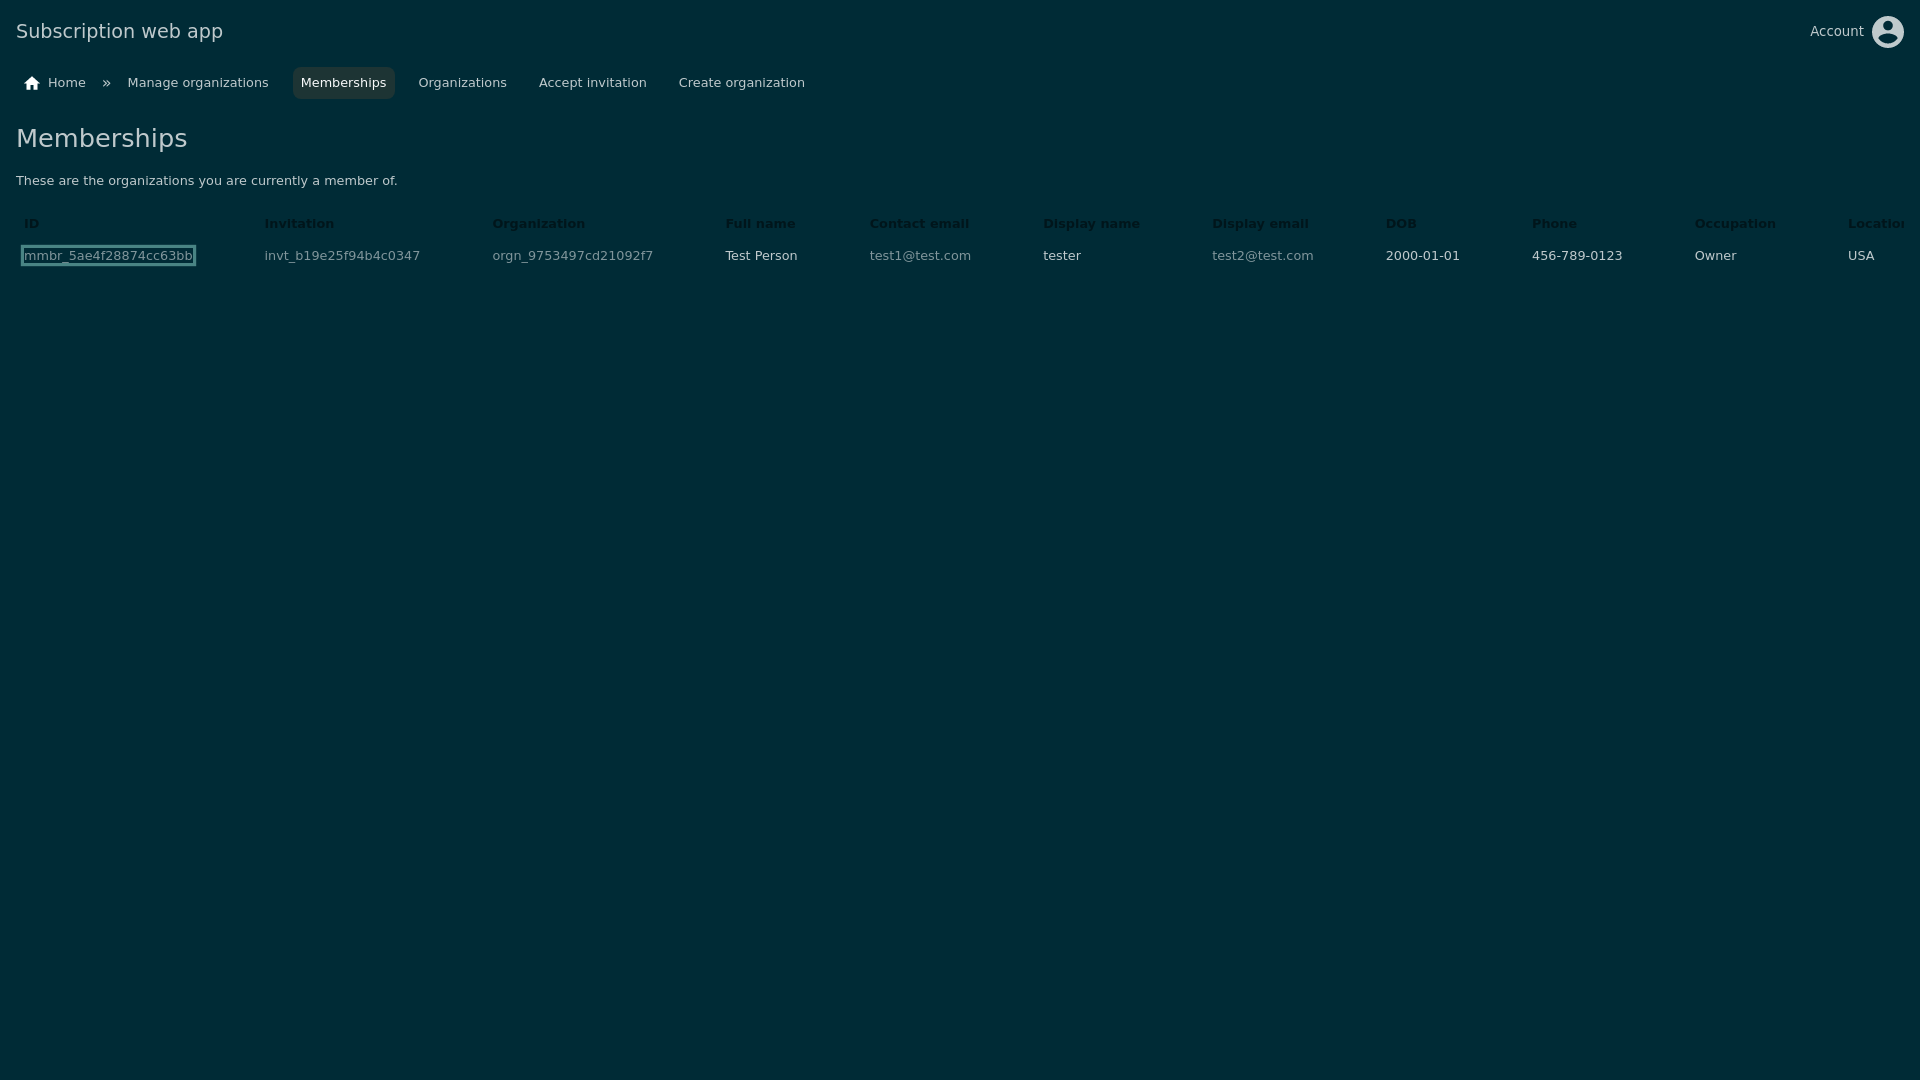 Subscription web app
Account
Home » Manage organizations Memberships Organizations Accept invitation Create organization
Memberships
These are the organizations you are currently a member of.
ID Invitation Organization Full name Contact email Display name Display email DOB Phone Occupation Location
mmbr_5ae4f28874cc63bb invt_b19e25f94b4c0347 orgn_9753497cd21092f7 Test Person test1@test.com tester test2@test.com 2000-01-01 456-789-0123 Owner USA